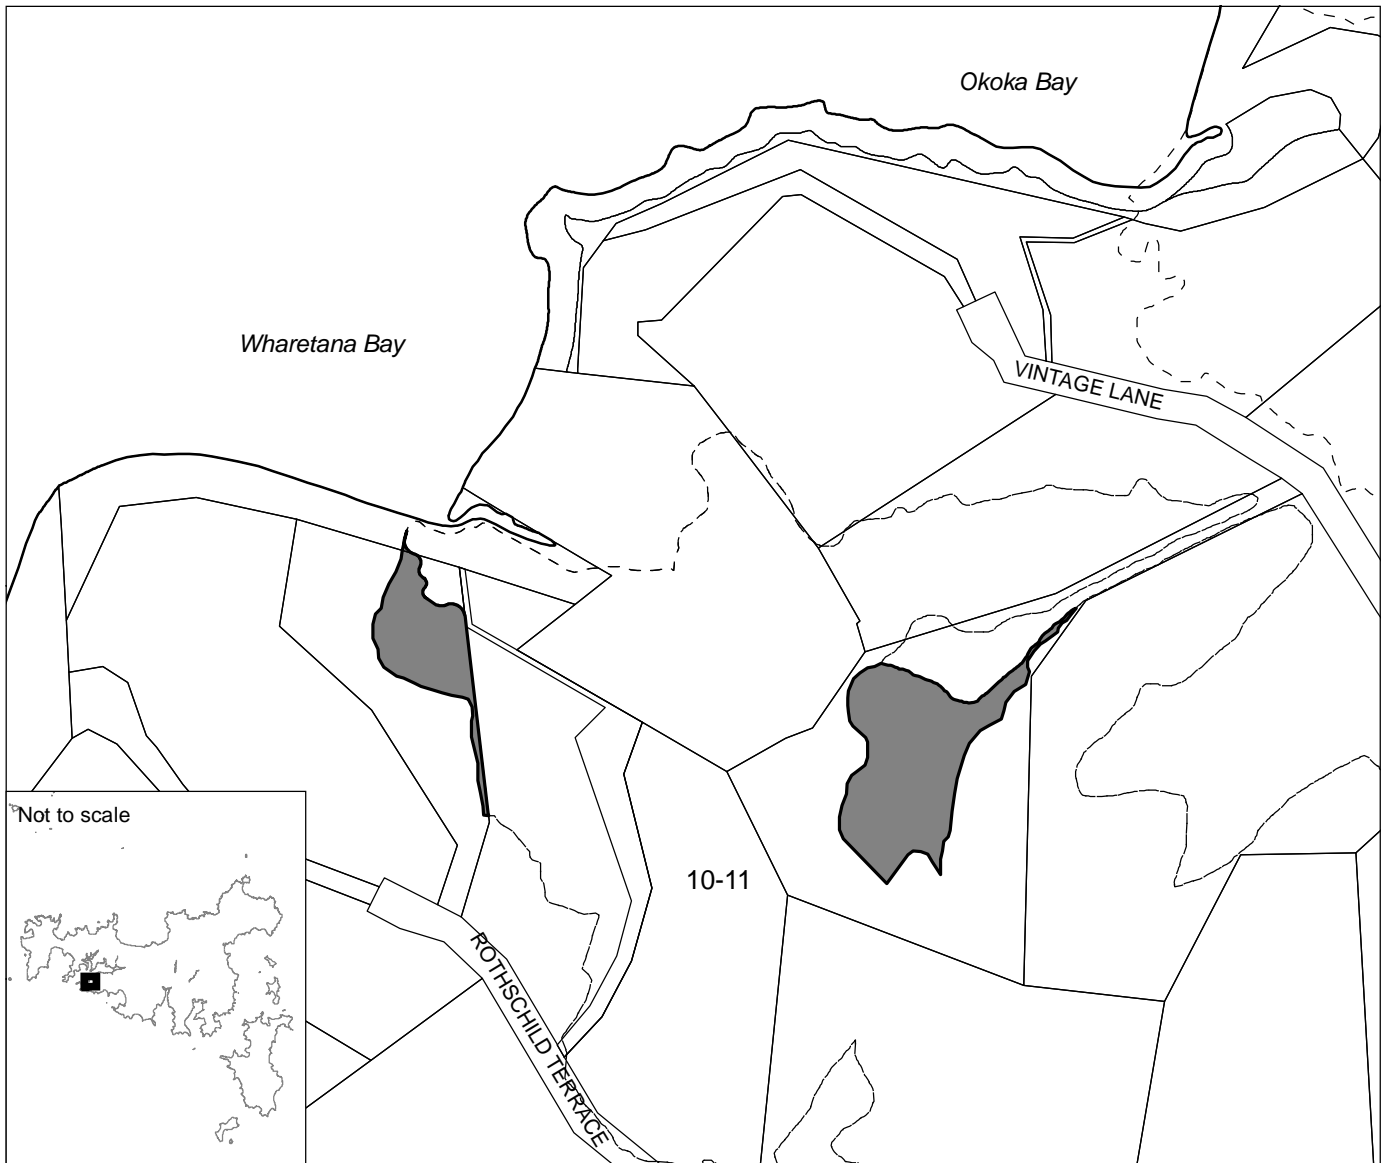 Okoka Bay
Wharetana Bay
VINTAGE LANE
Not to scale
10-11
ROTHSCHILD TERRACE